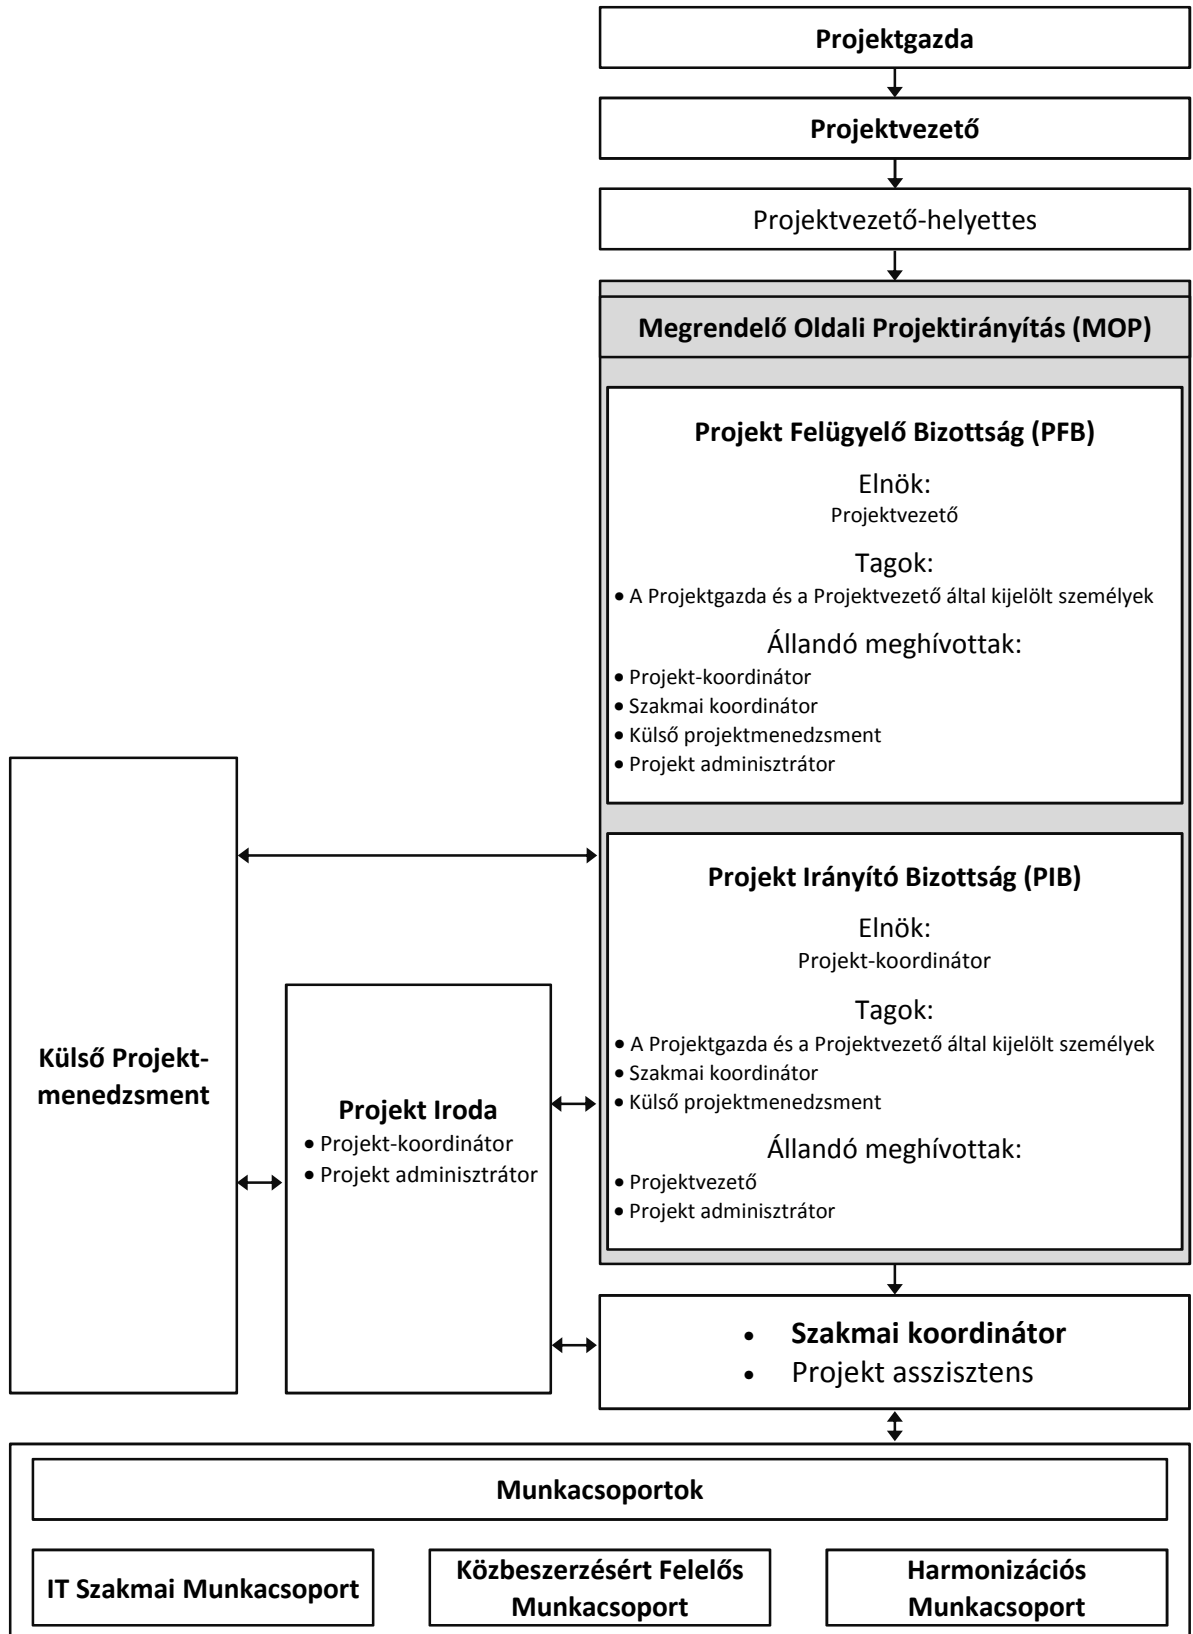 Projektgazda
Projektvezető
Projektvezető-helyettes
Megrendelő Oldali Projektirányítás (MOP)
Projekt Felügyelő Bizottság (PFB)
Elnök:
Projektvezető
Tagok:
• A Projektgazda és a Projektvezető által kijelölt személyek
Állandó meghívottak:
• Projekt-koordinátor
• Szakmai koordinátor
• Külső projektmenedzsment
• Projekt adminisztrátor
Projekt Irányító Bizottság (PIB)
Elnök:
Projekt-koordinátor
Tagok:
• A Projektgazda és a Projektvezető által kijelölt személyek
• Szakmai koordinátor
• Külső projektmenedzsment
Állandó meghívottak:
• Projektvezető
• Projekt adminisztrátor
Külső Projekt-
menedzsment
Projekt Iroda
• Projekt-koordinátor
• Projekt adminisztrátor
• Szakmai koordinátor
• Projekt asszisztens
Munkacsoportok
IT Szakmai Munkacsoport
Közbeszerzésért Felelős
Munkacsoport
Harmonizációs
Munkacsoport